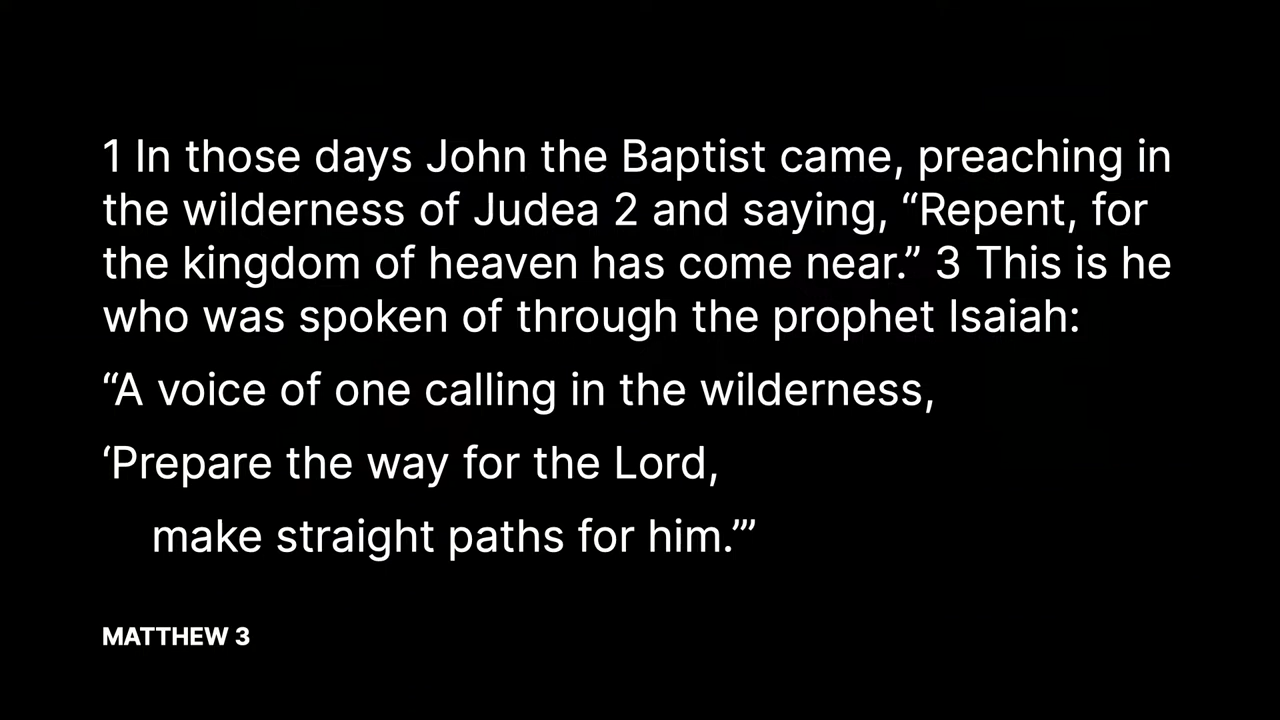 1 In those days John the Baptist came, preaching in
the wilderness of Judea 2 and saying, “Repent, for
the kingdom of heaven has come near.” 3 This is he
who was spoken of through the prophet Isaiah:
“A voice of one calling in the wilderness,
‘Prepare the way for the Lord,
make straight paths for him.”’
MATTHEW 3